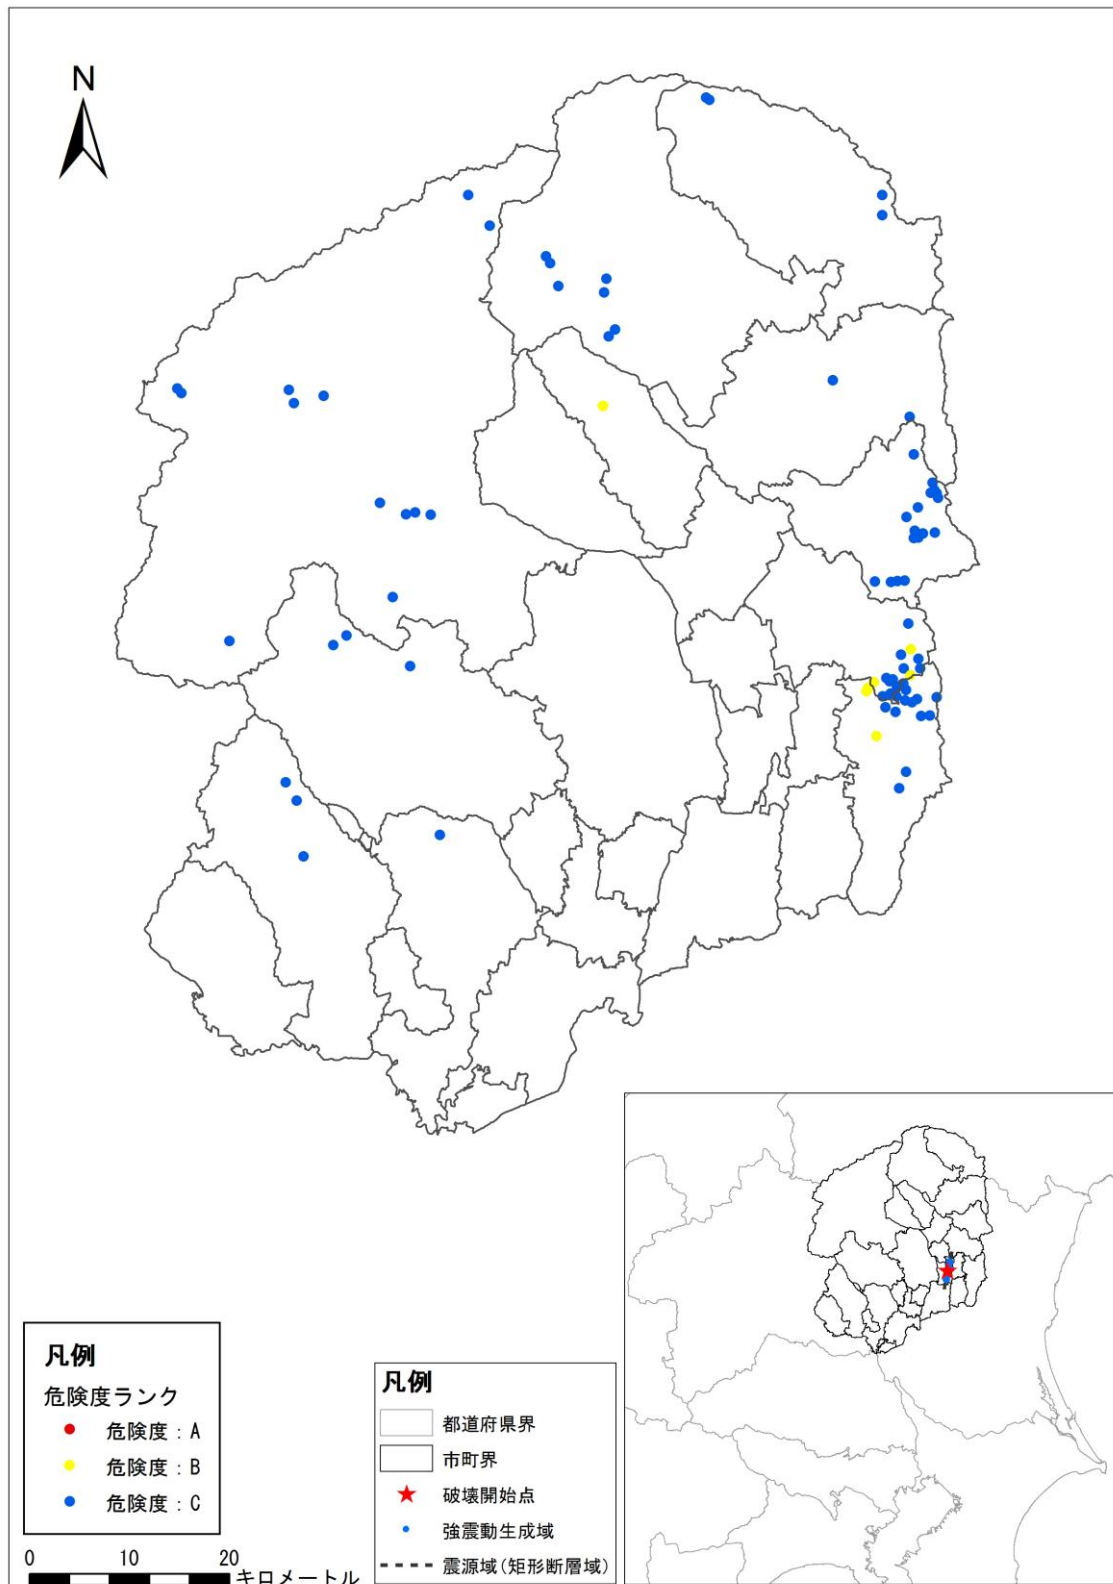 N
凡例
危険度ランク
危険度：A
危険度：B
危険度：C
0 10 20
キロメートル
凡例
都道府県界
市町界
破壊開始点
強震動生成域
震源域(矩形断層域)